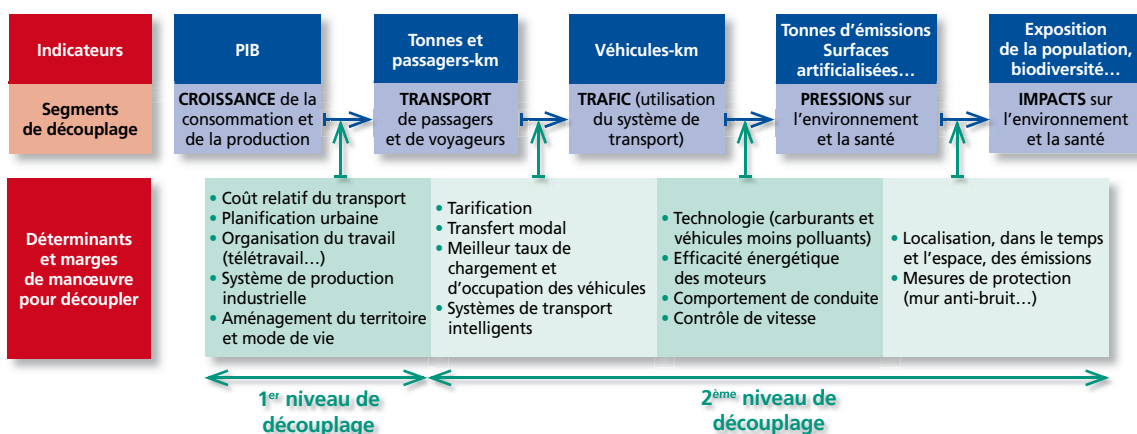 Indicateurs
PIB
Tonnes et
passagers-km
Véhicules-km
Tonnes d'émissions
Surfaces
artificialisées…
Exposition
de la population,
biodiversité…
Segments
de découplage
CROISSANCE de la
consommation et
de la production
TRANSPORT
de passagers
et de voyageurs
TRAFIC (utilisation
du système de
transport)
PRESSIONS sur
l'environnement
et la santé
IMPACTS sur
l'environnement
et la santé
Déterminants
et marges
de manœuvre
pour découpler
• Coût relatif du transport
• Planification urbaine
• Organisation du travail
(télétravail…)
• Système de production
industrielle
• Aménagement du territoire
et mode de vie
• Tarification
• Transfert modal
• Meilleur taux de
chargement et
d'occupation des véhicules
• Systèmes de transport
intelligents
• Technologie (carburants et
véhicules moins polluants)
• Efficacité énergétique
des moteurs
• Comportement de conduite
• Contrôle de vitesse
• Localisation, dans le temps
et l'espace, des émissions
• Mesures de protection
(mur anti-bruit…)
1er niveau de
découplage
2ème niveau de
découplage